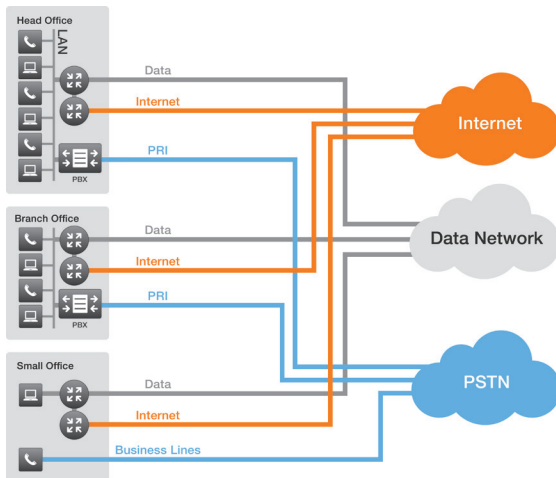 Head Office
LAN
Data
Internet
PRI
PBX
Branch Office
Data
Internet
PRI
PBX
Small Office
Data
Internet
Business Lines
Internet
Data Network
PSTN